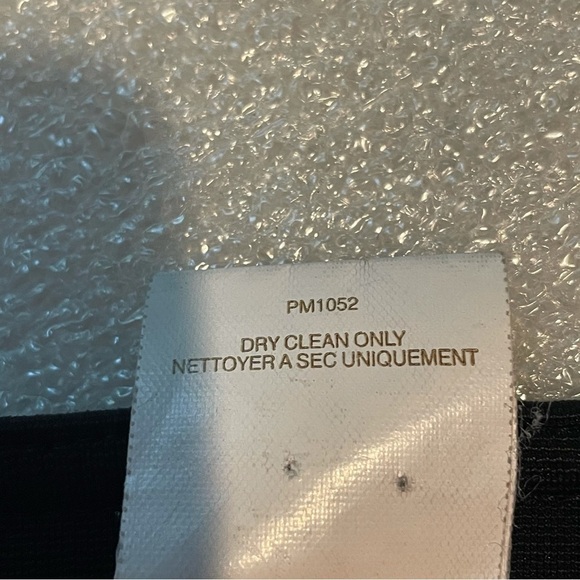 PM1052
DRY CLEAN ONLY
NETTOYER A SEC UNIQUEMENT